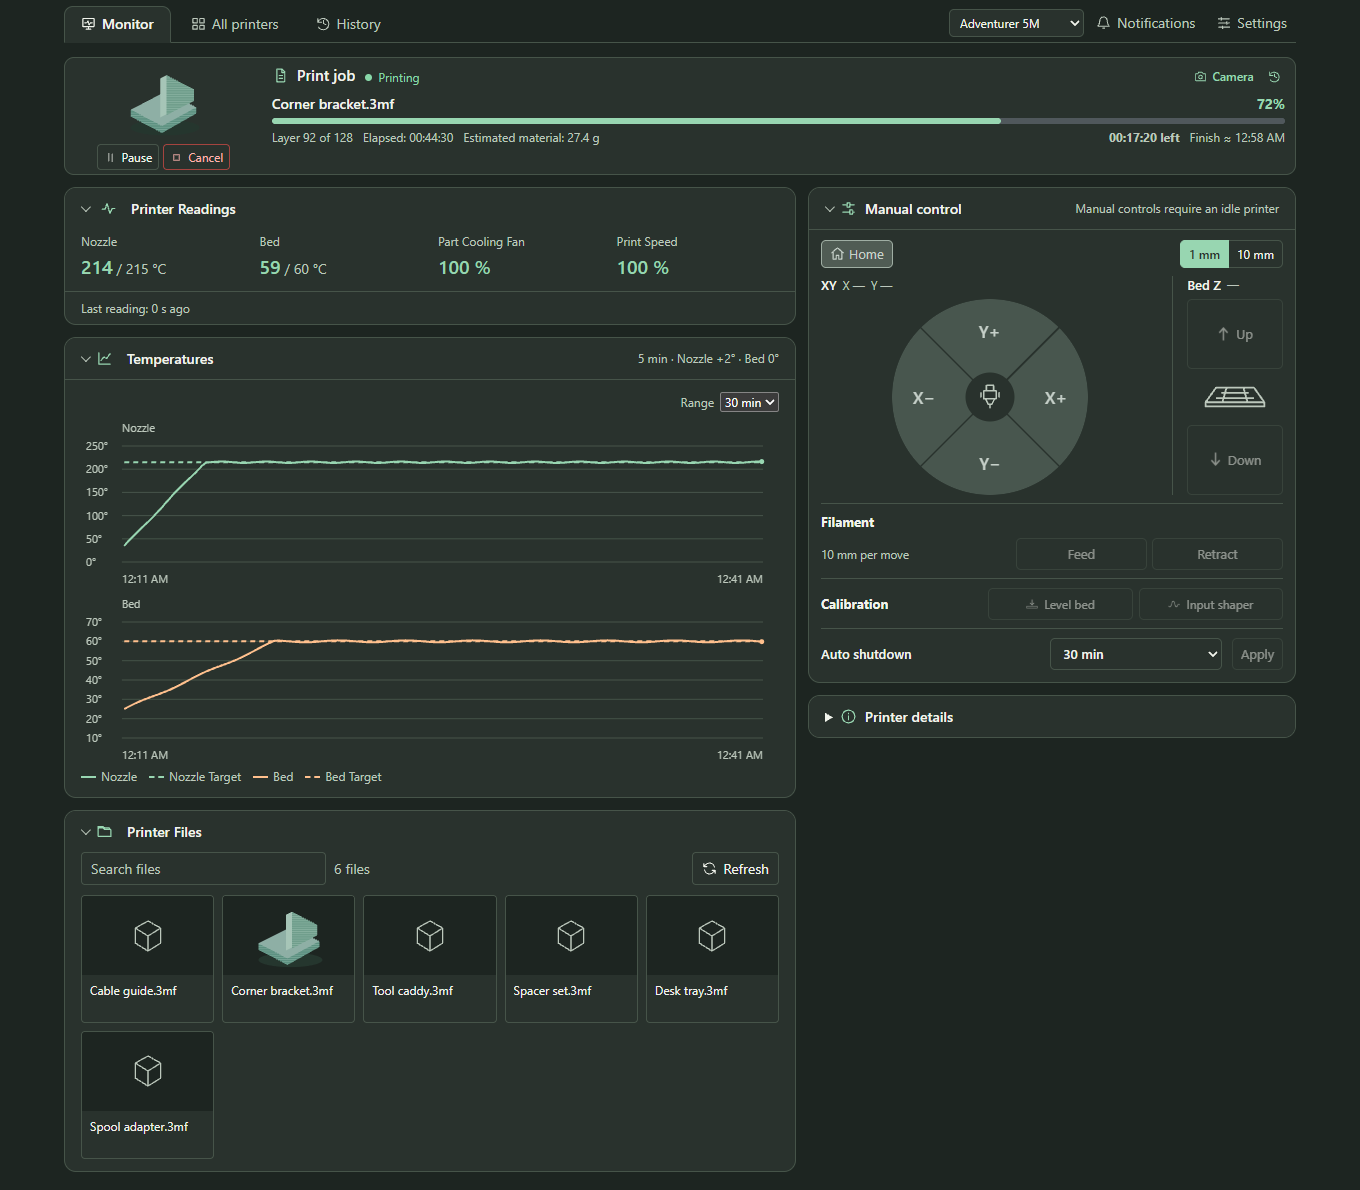 Monitor All printers History Adventurer 5M Notifications Settings
Print job Printing Camera
Corner bracket.3mf 72%
Layer 92 of 128 Elapsed: 00:44:30 Estimated material: 27.4 g 00:17:20 left Finish ≈ 12:58 AM
Pause Cancel
Printer Readings
Nozzle Bed Part Cooling Fan Print Speed
214 / 215 °C 59 / 60 °C 100 % 100 %
Last reading: 0 s ago
Temperatures 5 min · Nozzle +2° · Bed 0°
Range 30 min
Nozzle
250°
200°
150°
100°
50°
0°
12:11 AM 12:41 AM
Bed
70°
60°
50°
40°
30°
20°
10°
12:11 AM 12:41 AM
Nozzle Nozzle Target Bed Bed Target
Printer Files
Search files 6 files Refresh
Cable guide.3mf Corner bracket.3mf Tool caddy.3mf Spacer set.3mf Desk tray.3mf
Spool adapter.3mf
Manual control Manual controls require an idle printer
Home 1 mm 10 mm
XY X — Y — Bed Z —
Y+
Up
X− X+
Y−
Down
Filament
10 mm per move Feed Retract
Calibration Level bed Input shaper
Auto shutdown 30 min Apply
Printer details